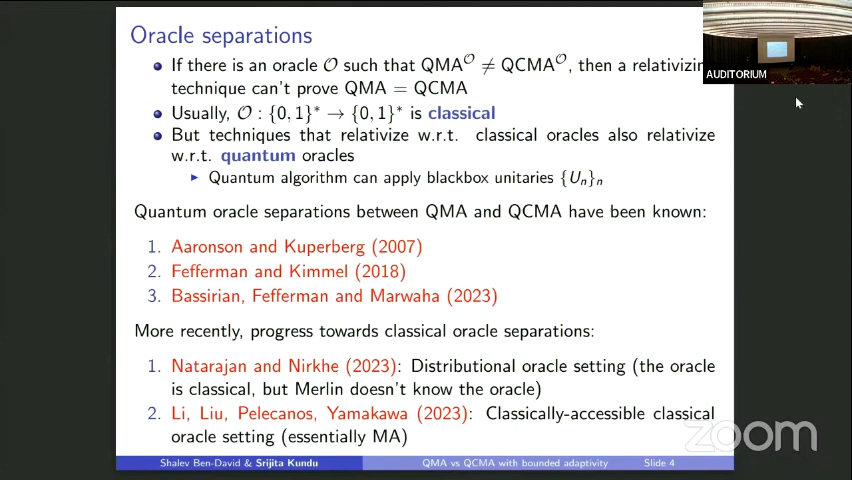 Oracle separations
If there is an oracle O such that QMA^O ≠ QCMA^O, then a relativizing
technique can't prove QMA = QCMA
Usually, O : {0, 1}* → {0, 1}* is classical
But techniques that relativize w.r.t. classical oracles also relativize
w.r.t. quantum oracles
Quantum algorithm can apply blackbox unitaries {U_n}_n
Quantum oracle separations between QMA and QCMA have been known:
1. Aaronson and Kuperberg (2007)
2. Fefferman and Kimmel (2018)
3. Bassirian, Fefferman and Marwaha (2023)
More recently, progress towards classical oracle separations:
1. Natarajan and Nirkhe (2023): Distributional oracle setting (the oracle
is classical, but Merlin doesn't know the oracle)
2. Li, Liu, Pelecanos, Yamakawa (2023): Classically-accessible classical
oracle setting (essentially MA)
Shalev Ben-David & Srijita Kundu QMA vs QCMA with bounded adaptivity Slide 4
AUDITORIUM
zoom